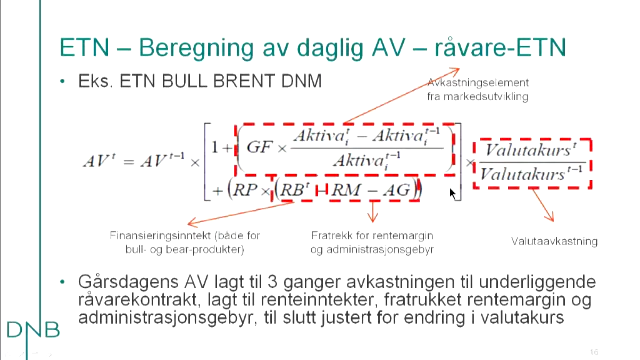 ETN – Beregning av daglig AV – råvare-ETN
• Eks. ETN BULL BRENT DNM
Avkastningselement
fra markedsutvikling
AV^t = AV^{t-1} × [1 + (GF × (Aktiva_i^t − Aktiva_i^{t-1}) / Aktiva_i^{t-1})
+ (RP × (RB^t − RM − AG))] × Valutakurs^t / Valutakurs^{t-1}
Finansieringsinntekt (både for
bull- og bear-produkter)
Fratrekk for rentemargin
og administrasjonsgebyr
Valutaavkastning
• Gårsdagens AV lagt til 3 ganger avkastningen til underliggende
råvarekontrakt, lagt til renteinntekter, fratrukket rentemargin og
administrasjonsgebyr, til slutt justert for endring i valutakurs
DNB
16